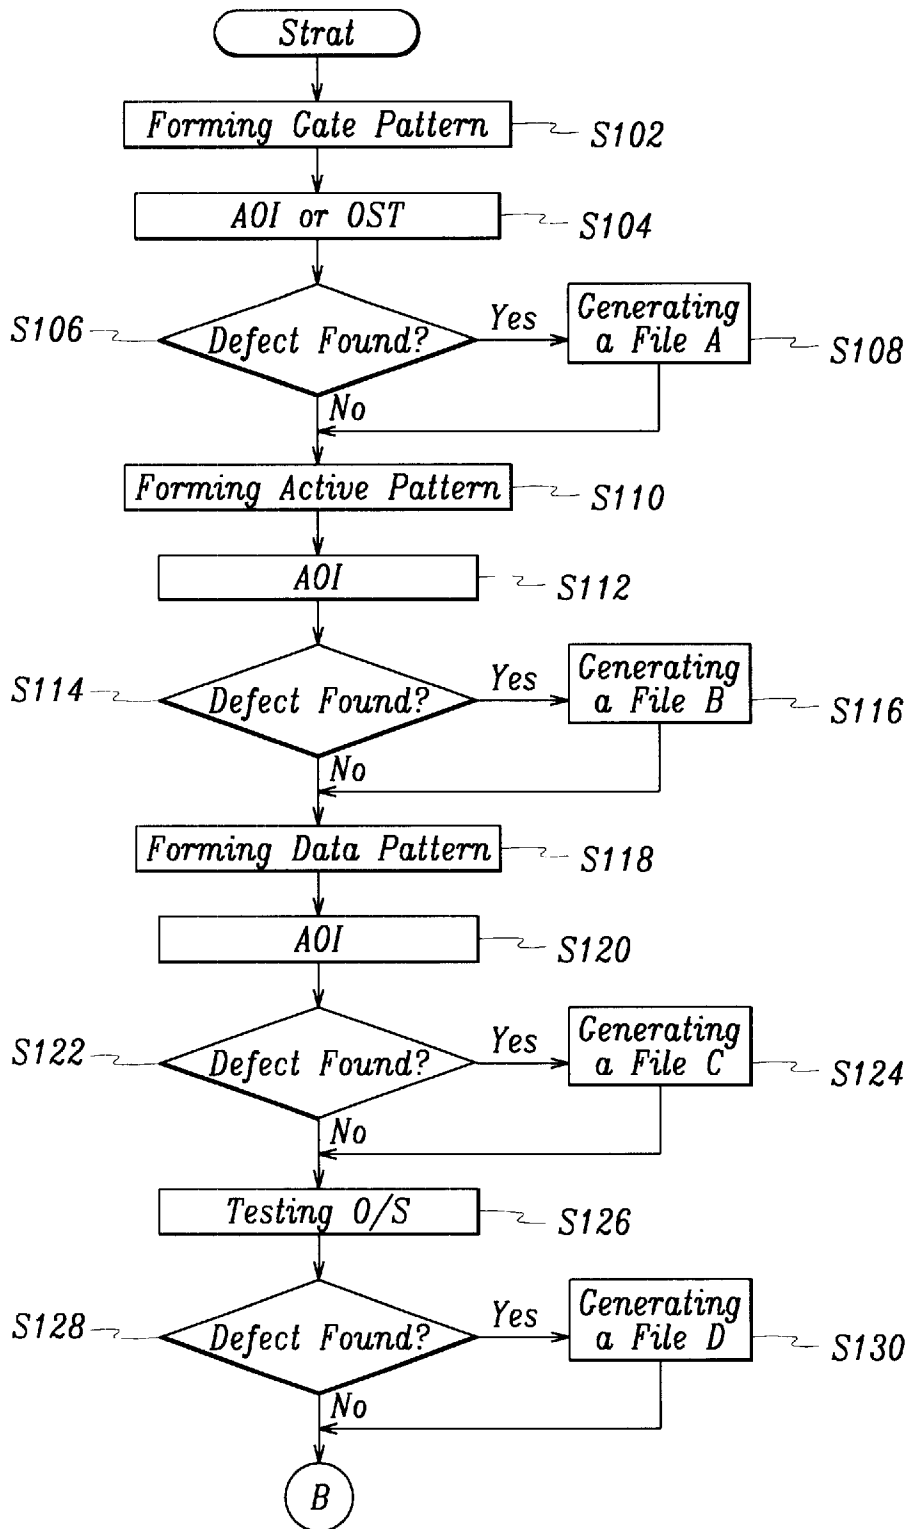 Strat
Forming Gate Pattern
S102
AOI or OST
S104
S106
Defect Found?
Yes
Generating
a File A
S108
No
Forming Active Pattern
S110
AOI
S112
S114
Defect Found?
Yes
Generating
a File B
S116
No
Forming Data Pattern
S118
AOI
S120
S122
Defect Found?
Yes
Generating
a File C
S124
No
Testing O/S
S126
S128
Defect Found?
Yes
Generating
a File D
S130
No
B